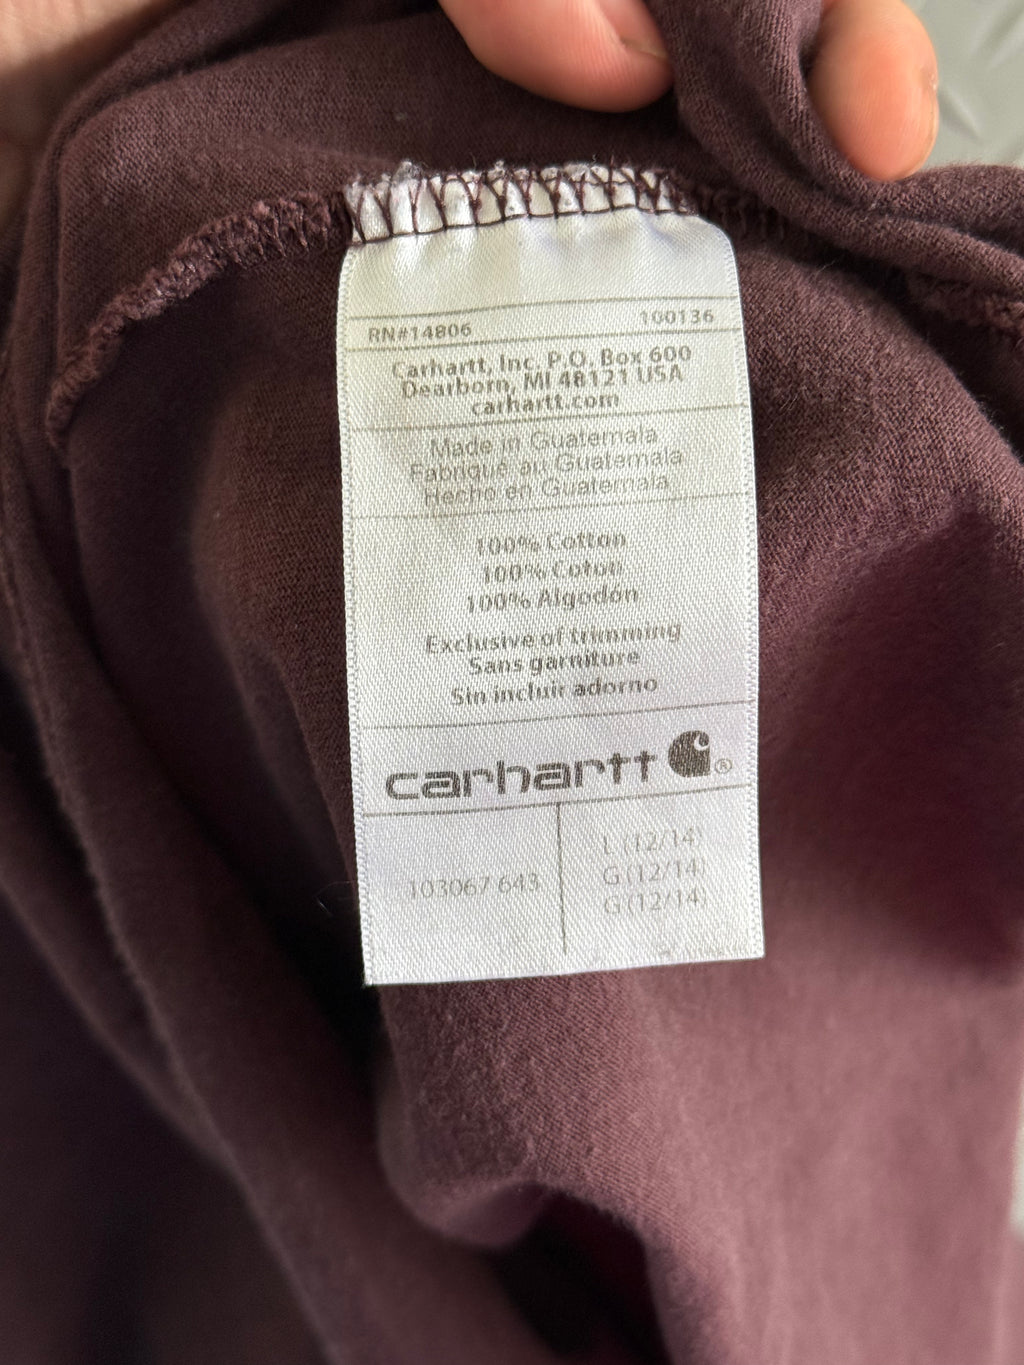 RN#14806 100136
Carhartt, Inc. P.O. Box 600
Dearborn, MI 48121 USA
carhartt.com
Made in Guatemala
Fabriqué au Guatemala
Hecho en Guatemala
100% Cotton
100% Coton
100% Algodón
Exclusive of trimming
Sans garniture
Sin incluir adorno
carhartt ®
103067 643
L (12/14)
G (12/14)
G (12/14)